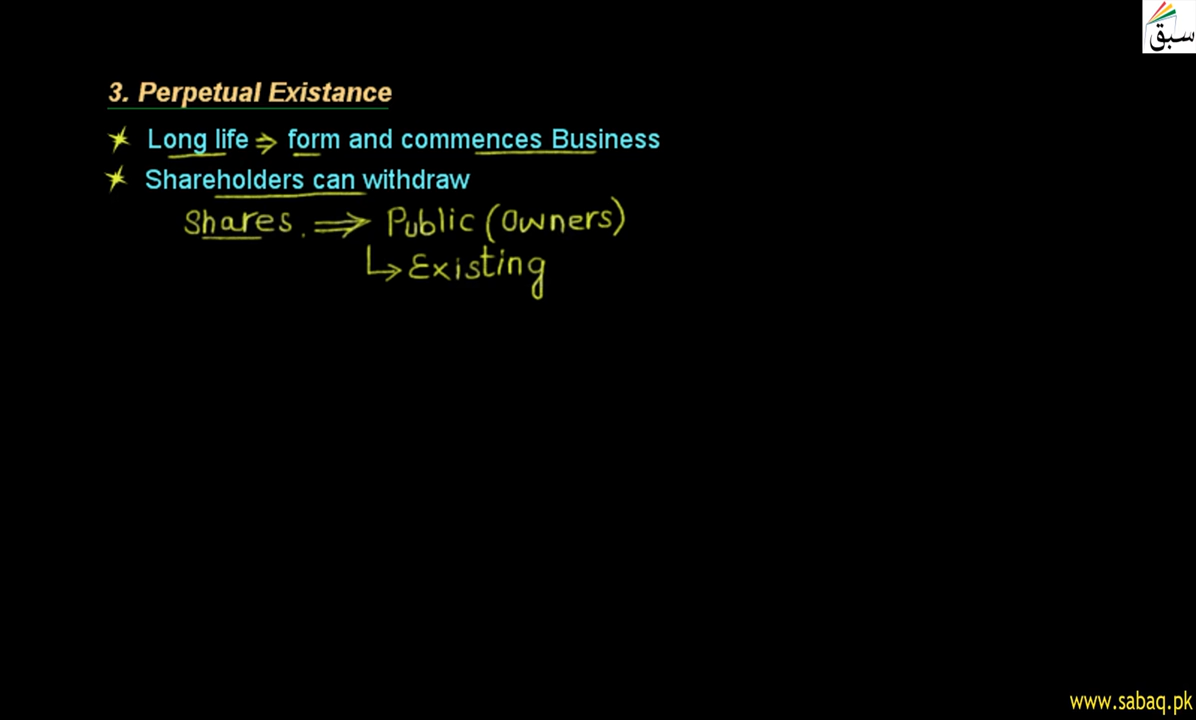 سبق
3. Perpetual Existance
* Long life ⇒ form and commences Business
* Shareholders can withdraw
Shares. ⇒ Public (Owners)
↳ Existing
www.sabaq.pk